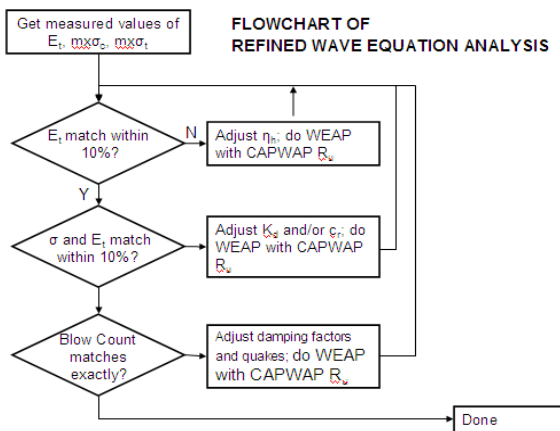 FLOWCHART OF
REFINED WAVE EQUATION ANALYSIS
Get measured values of
Eₜ, mxσ꜀, mxσₜ
Eₜ match within
10%?
N
Adjust ηₕ; do WEAP
with CAPWAP Rᵤ
Y
σ and Eₜ match
within 10%?
Adjust K_d and/or cᵣ; do
WEAP with CAPWAP
Rᵤ
Blow Count
matches
exactly?
Adjust damping factors
and quakes; do WEAP
with CAPWAP Rᵤ
Done